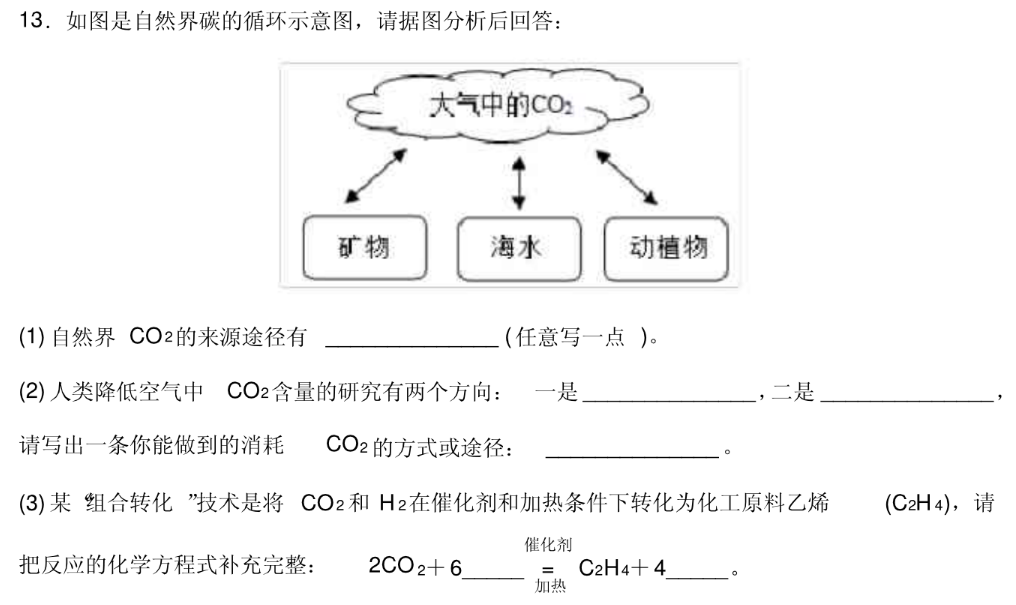 13. 如图是自然界碳的循环示意图，请据图分析后回答：
大气中的CO₂
矿物 海水 动植物
(1) 自然界 CO₂的来源途径有 ______________ (任意写一点)。
(2) 人类降低空气中 CO₂含量的研究有两个方向： 一是______________，二是______________，
请写出一条你能做到的消耗 CO₂的方式或途径： ______________。
(3) 某“组合转化”技术是将 CO₂和 H₂在催化剂和加热条件下转化为化工原料乙烯 (C₂H₄)，请
催化剂
把反应的化学方程式补充完整： 2CO₂＋6_____ = C₂H₄＋4_____。
加热